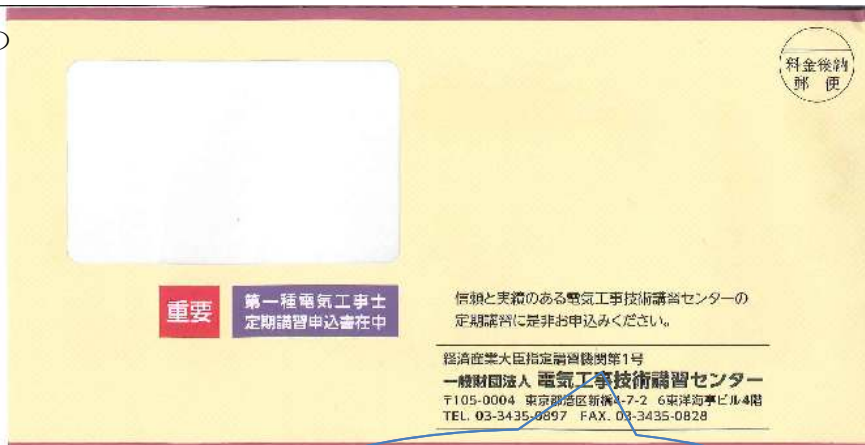 料金後納
郵便
重要
第一種電気工事士
定期講習申込書在中
信頼と実績のある電気工事技術講習センターの
定期講習に是非お申込みください。
経済産業大臣指定講習機関第1号
一般財団法人 電気工事技術講習センター
〒105-0004 東京都港区新橋4-7-2 6東洋海事ビル4階
TEL. 03-3435-0897 FAX. 03-3435-0828